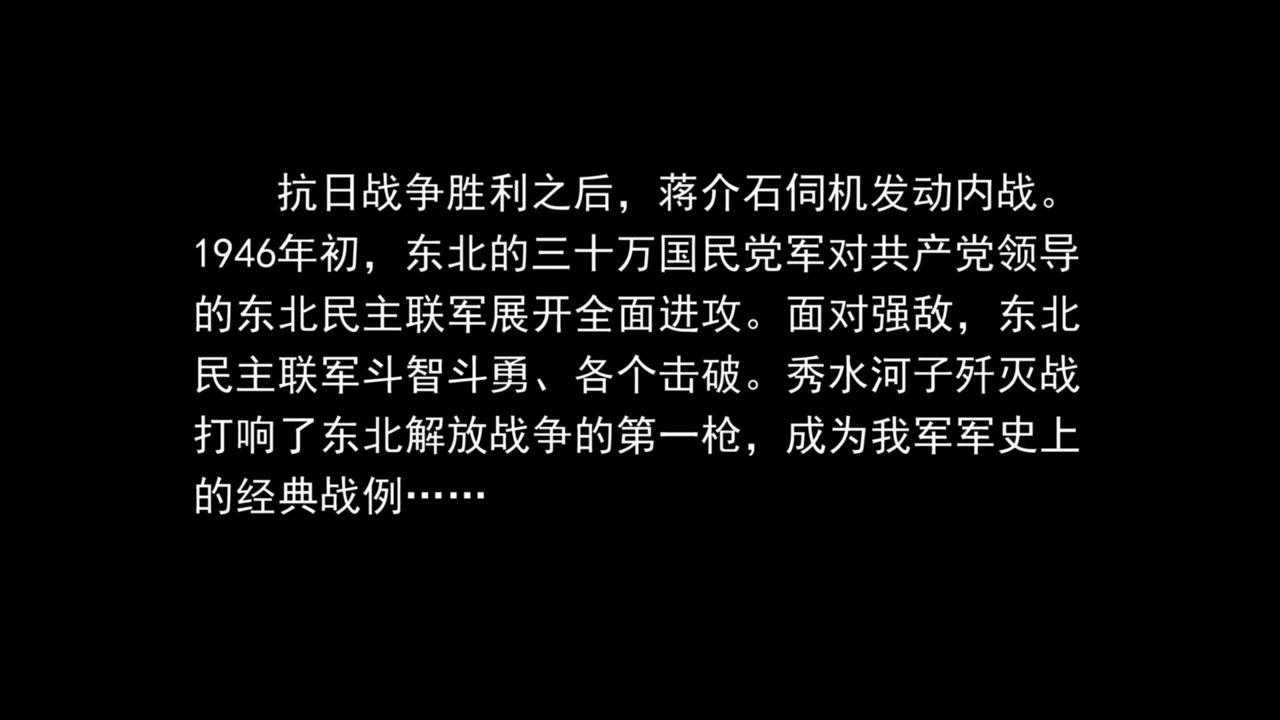 抗日战争胜利之后，蒋介石伺机发动内战。
1946年初，东北的三十万国民党军对共产党领导
的东北民主联军展开全面进攻。面对强敌，东北
民主联军斗智斗勇、各个击破。秀水河子歼灭战
打响了东北解放战争的第一枪，成为我军军史上
的经典战例……